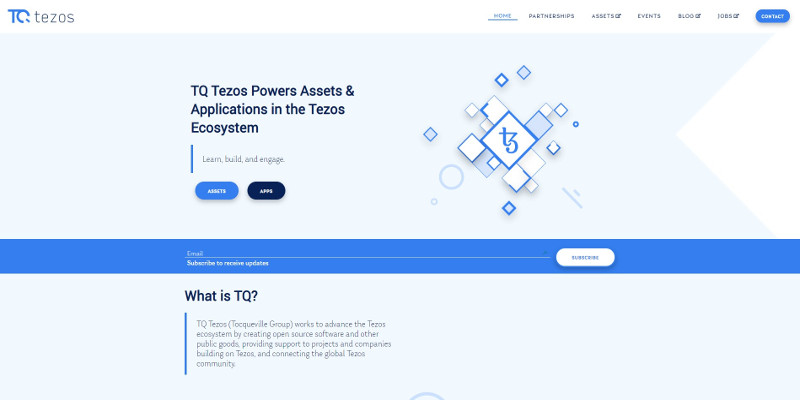 TQ tezos
HOME PARTNERSHIPS ASSETS EVENTS BLOG JOBS CONTACT
TQ Tezos Powers Assets &
Applications in the Tezos
Ecosystem
Learn, build, and engage.
ASSETS APPS
Email
Subscribe to receive updates
SUBSCRIBE
What is TQ?
TQ Tezos (Tocqueville Group) works to advance the Tezos
ecosystem by creating open source software and other
public goods, providing support to projects and companies
building on Tezos, and connecting the global Tezos
community.